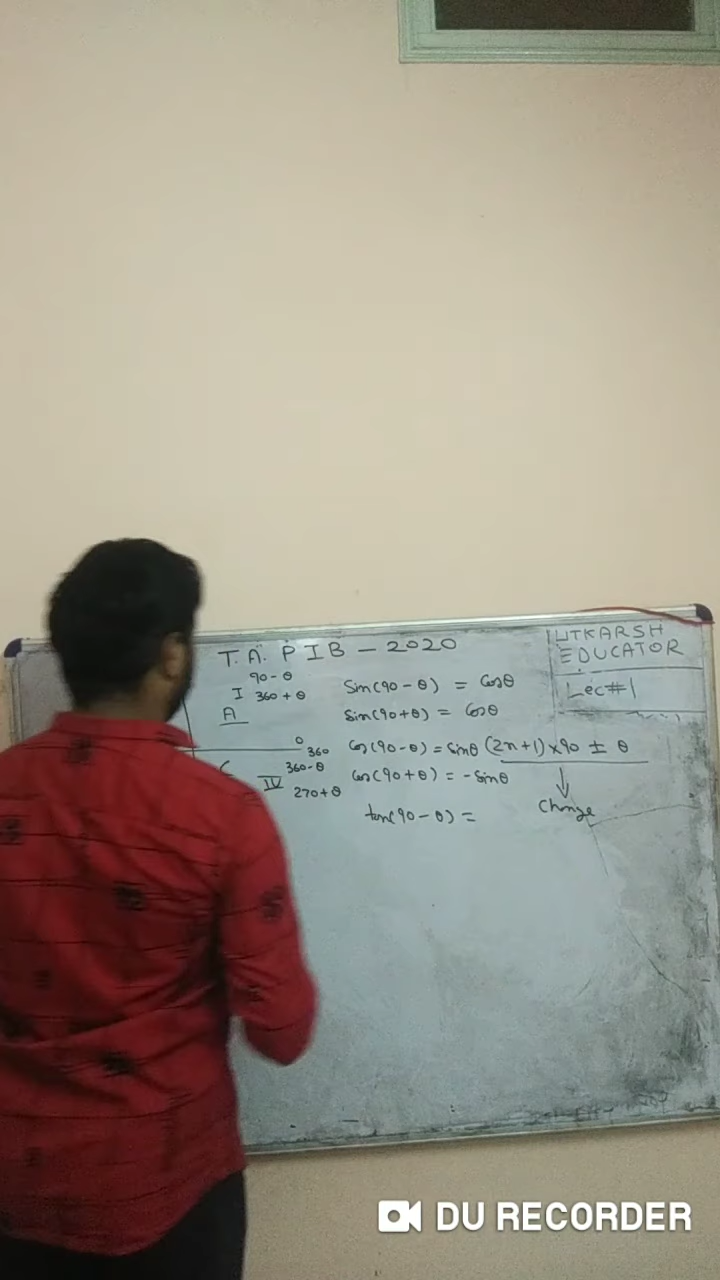 T. A. P I B - 2020
UTKARSH
EDUCATOR
Lec#1
90 - θ
I 360 + θ
A
0
360
C
360-θ
IV
270+θ
Sin(90 - θ) = Cosθ
Sin(90+θ) = Cosθ
Cos(90-θ) = Sinθ
Cos(90+θ) = -Sinθ
tan(90-θ) =
(2n+1)×90 ± θ
↓
Change
DU RECORDER